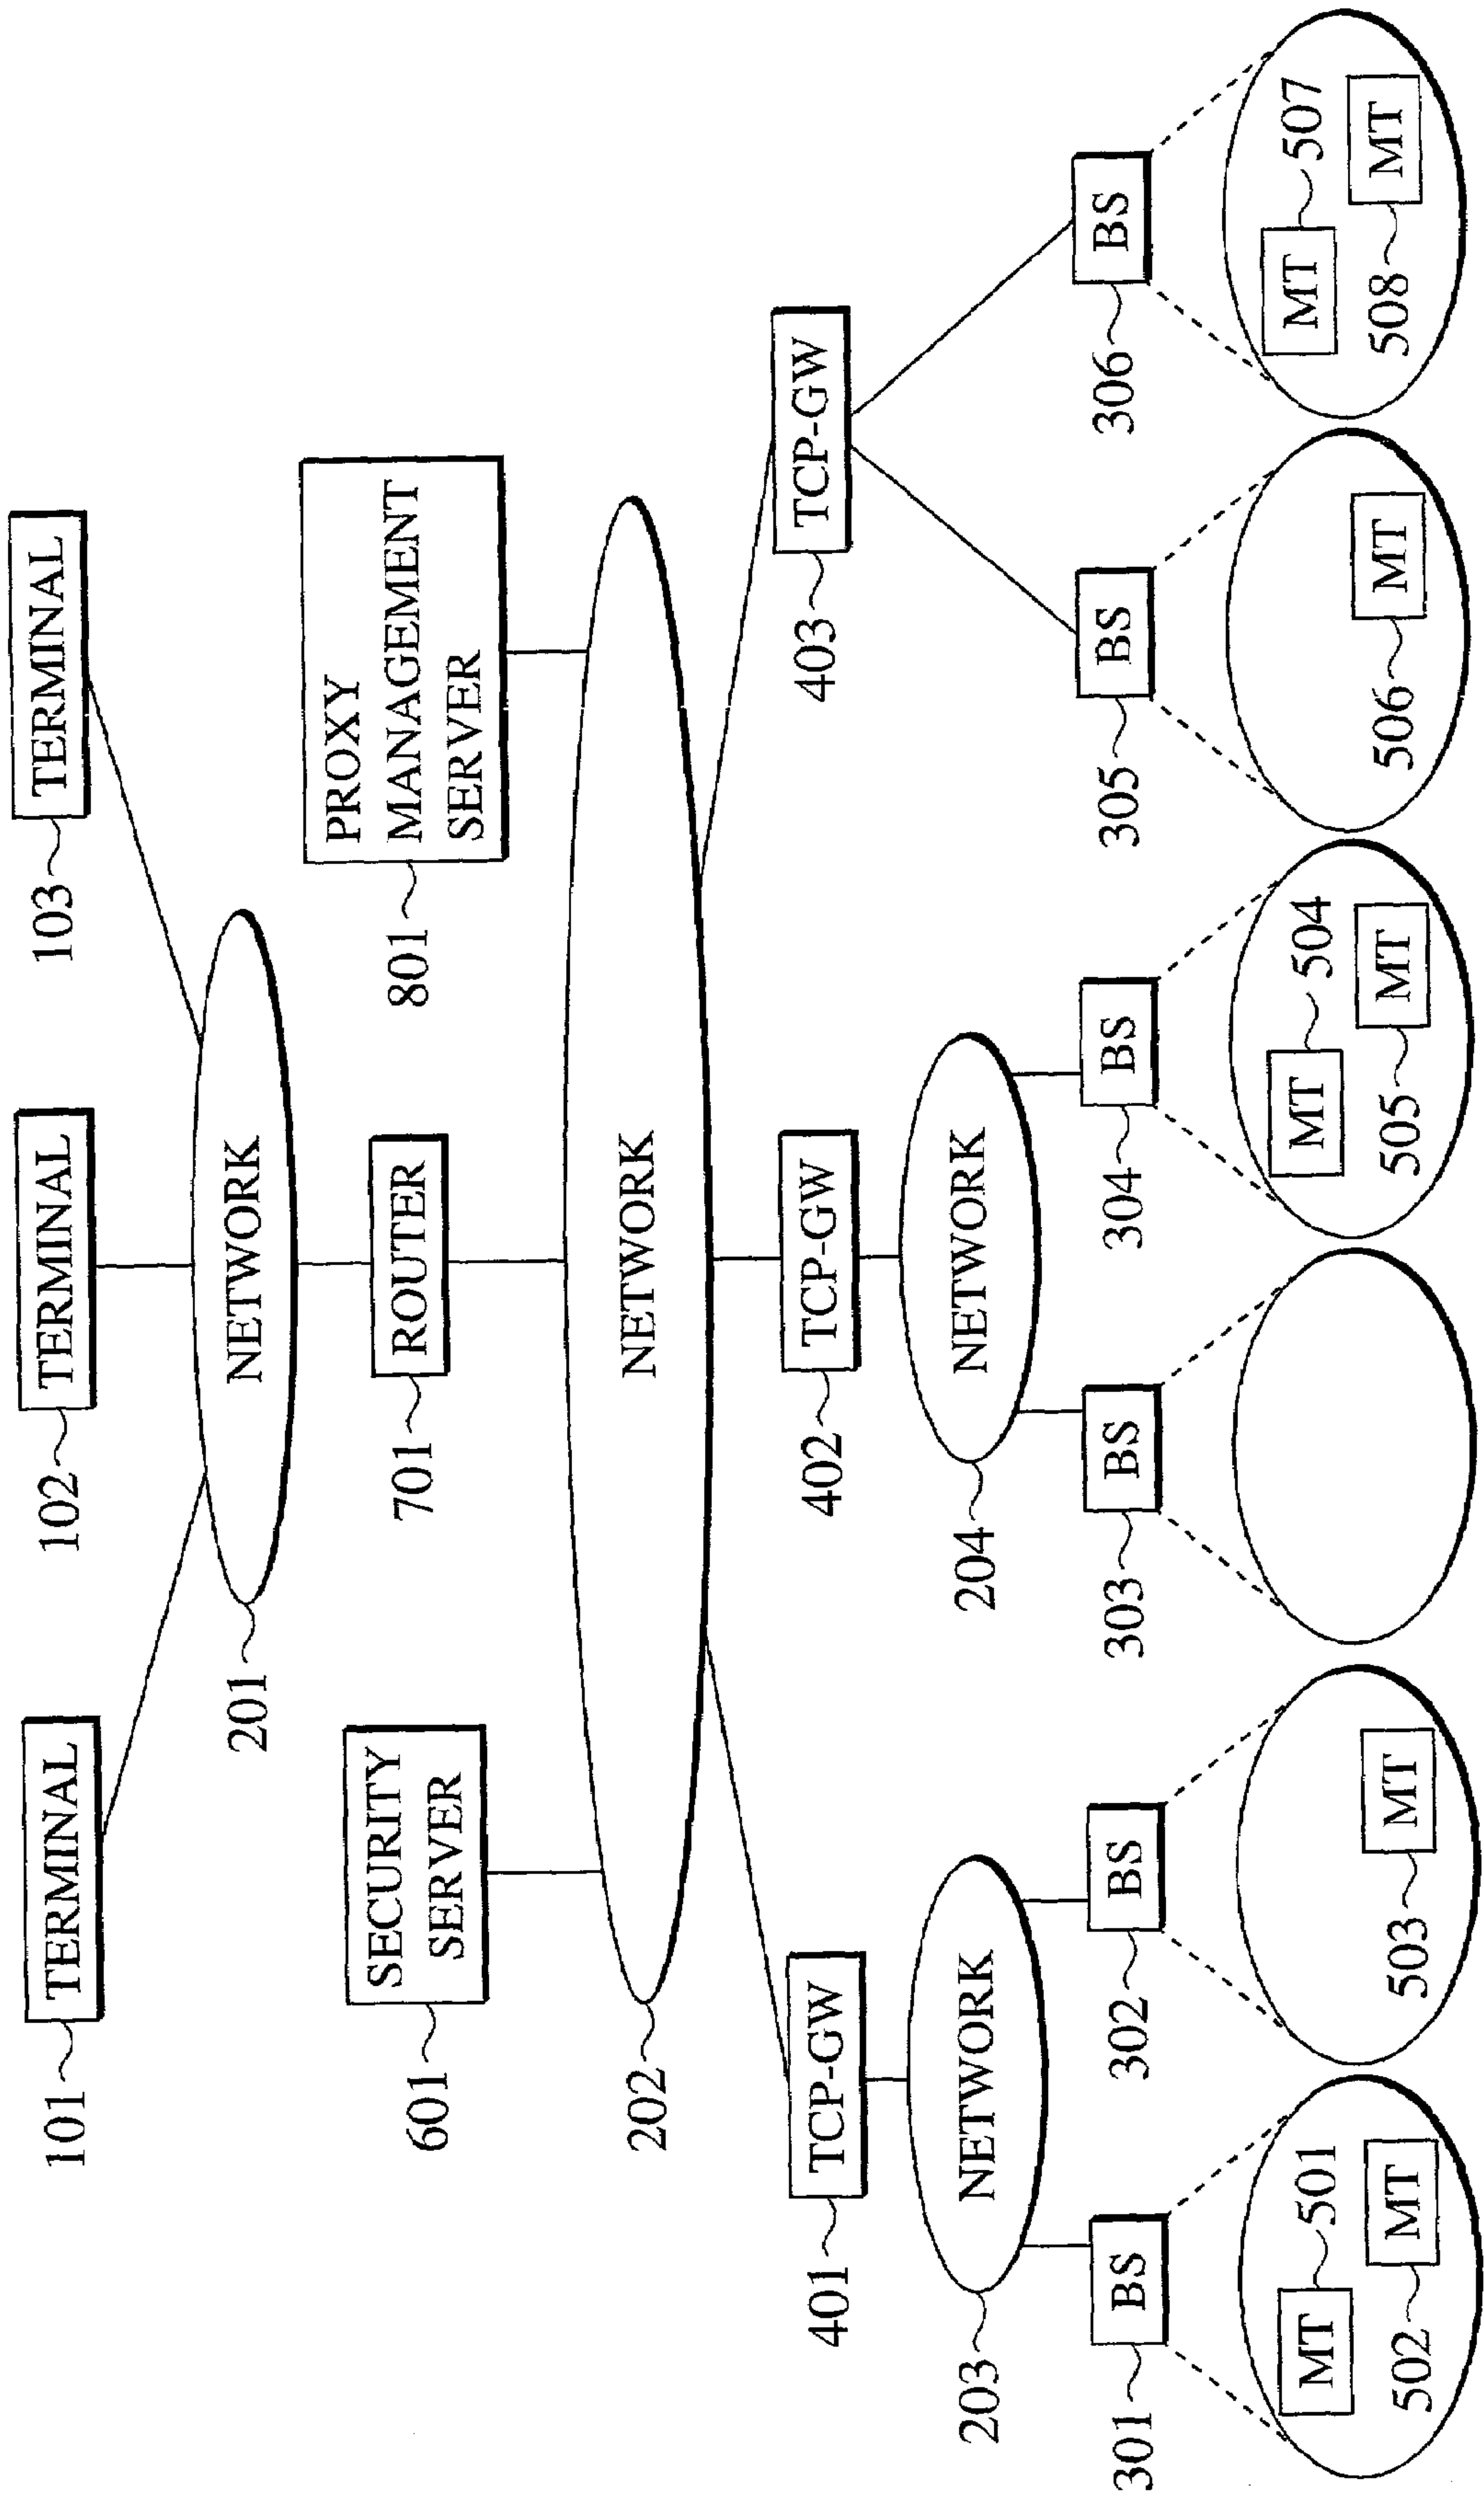 101
TERMINAL
102
TERMINAL
103
TERMINAL
201
NETWORK
601
SECURITY
SERVER
701
ROUTER
801
PROXY
MANAGEMENT
SERVER
202
NETWORK
401
TCP-GW
402
TCP-GW
403
TCP-GW
203
NETWORK
204
NETWORK
301
BS
302
BS
303
BS
304
BS
305
BS
306
BS
MT
501
502
MT
503
MT
MT
504
505
MT
506
MT
MT
507
508
MT